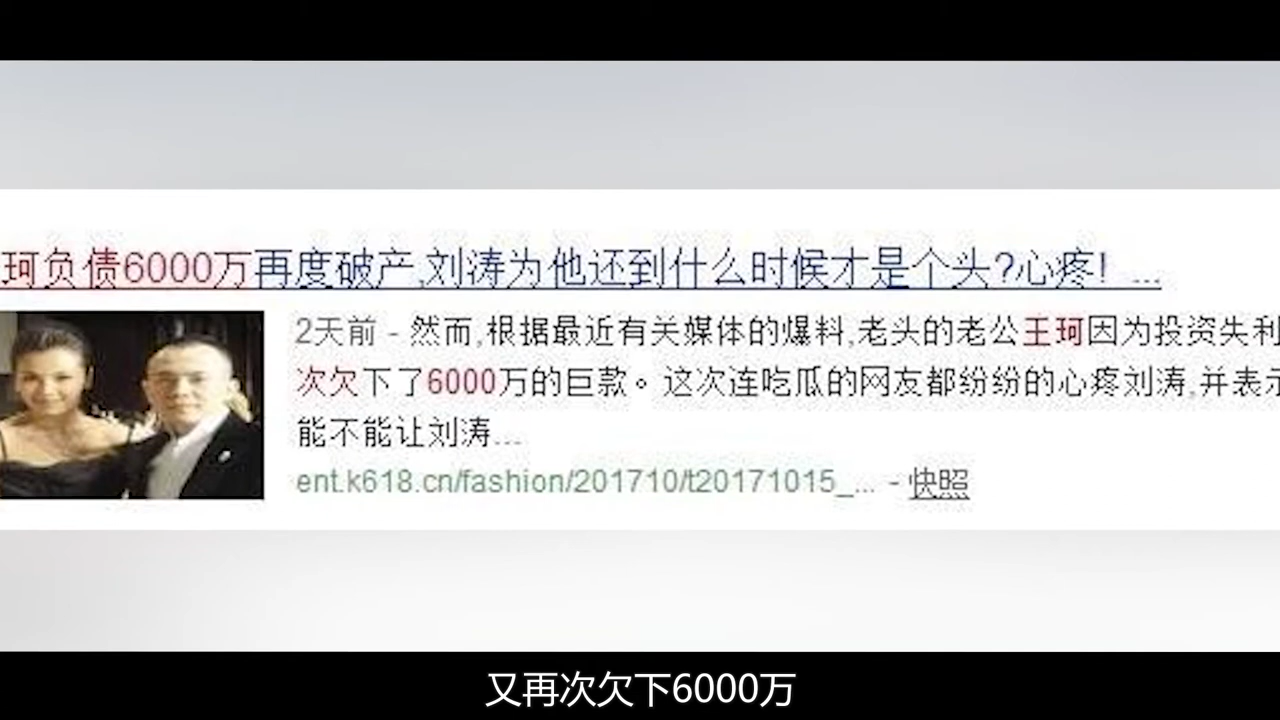 珂负债6000万再度破产,刘涛为他还到什么时候才是个头?心疼! ...
2天前 - 然而,根据最近有关媒体的爆料,老头的老公王珂因为投资失利
次欠下了6000万的巨款。这次连吃瓜的网友都纷纷的心疼刘涛,并表示
能不能让刘涛...
ent.k618.cn/fashion/201710/t20171015_... - 快照
又再次欠下6000万